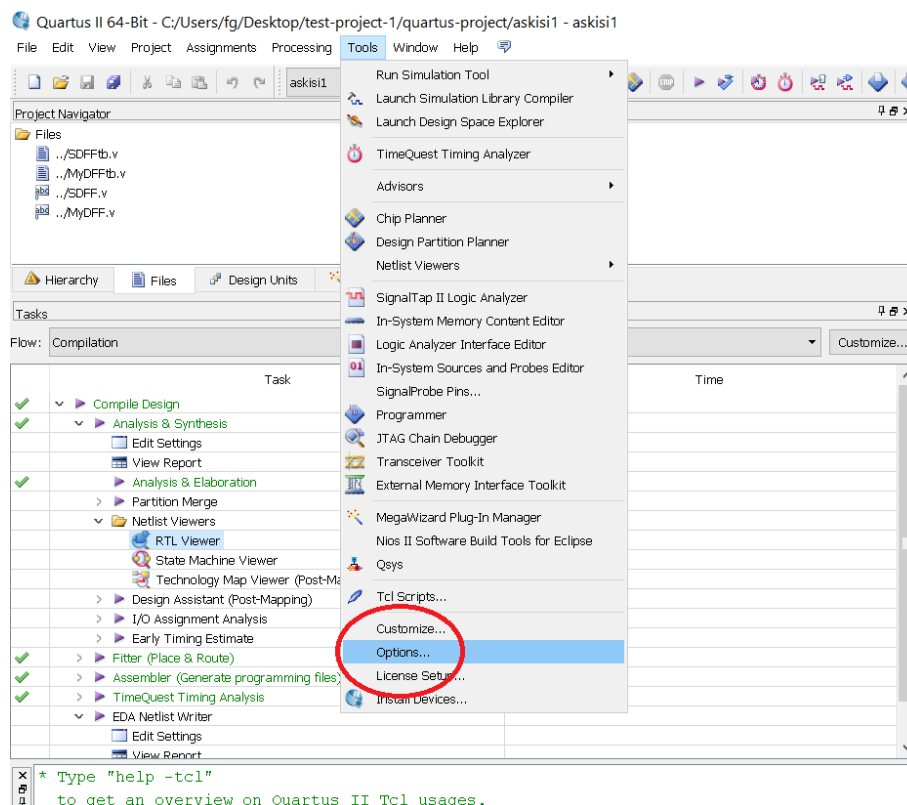 Quartus II 64-Bit - C:/Users/fg/Desktop/test-project-1/quartus-project/askisi1 - askisi1
File Edit View Project Assignments Processing Tools Window Help
askisi1
Project Navigator
Files
../SDFFtb.v
../MyDFFtb.v
../SDFF.v
../MyDFF.v
Hierarchy Files Design Units
Tasks
Flow: Compilation Customize...
Task Time
Compile Design
Analysis & Synthesis
Edit Settings
View Report
Analysis & Elaboration
Partition Merge
Netlist Viewers
RTL Viewer
State Machine Viewer
Technology Map Viewer (Post-Ma
Design Assistant (Post-Mapping)
I/O Assignment Analysis
Early Timing Estimate
Fitter (Place & Route)
Assembler (Generate programming files)
TimeQuest Timing Analysis
EDA Netlist Writer
Edit Settings
View Report
Run Simulation Tool
Launch Simulation Library Compiler
Launch Design Space Explorer
TimeQuest Timing Analyzer
Advisors
Chip Planner
Design Partition Planner
Netlist Viewers
SignalTap II Logic Analyzer
In-System Memory Content Editor
Logic Analyzer Interface Editor
In-System Sources and Probes Editor
SignalProbe Pins...
Programmer
JTAG Chain Debugger
Transceiver Toolkit
External Memory Interface Toolkit
MegaWizard Plug-In Manager
Nios II Software Build Tools for Eclipse
Qsys
Tcl Scripts...
Customize...
Options...
License Setup...
Install Devices...
* Type "help -tcl"
to get an overview on Quartus II Tcl usages.